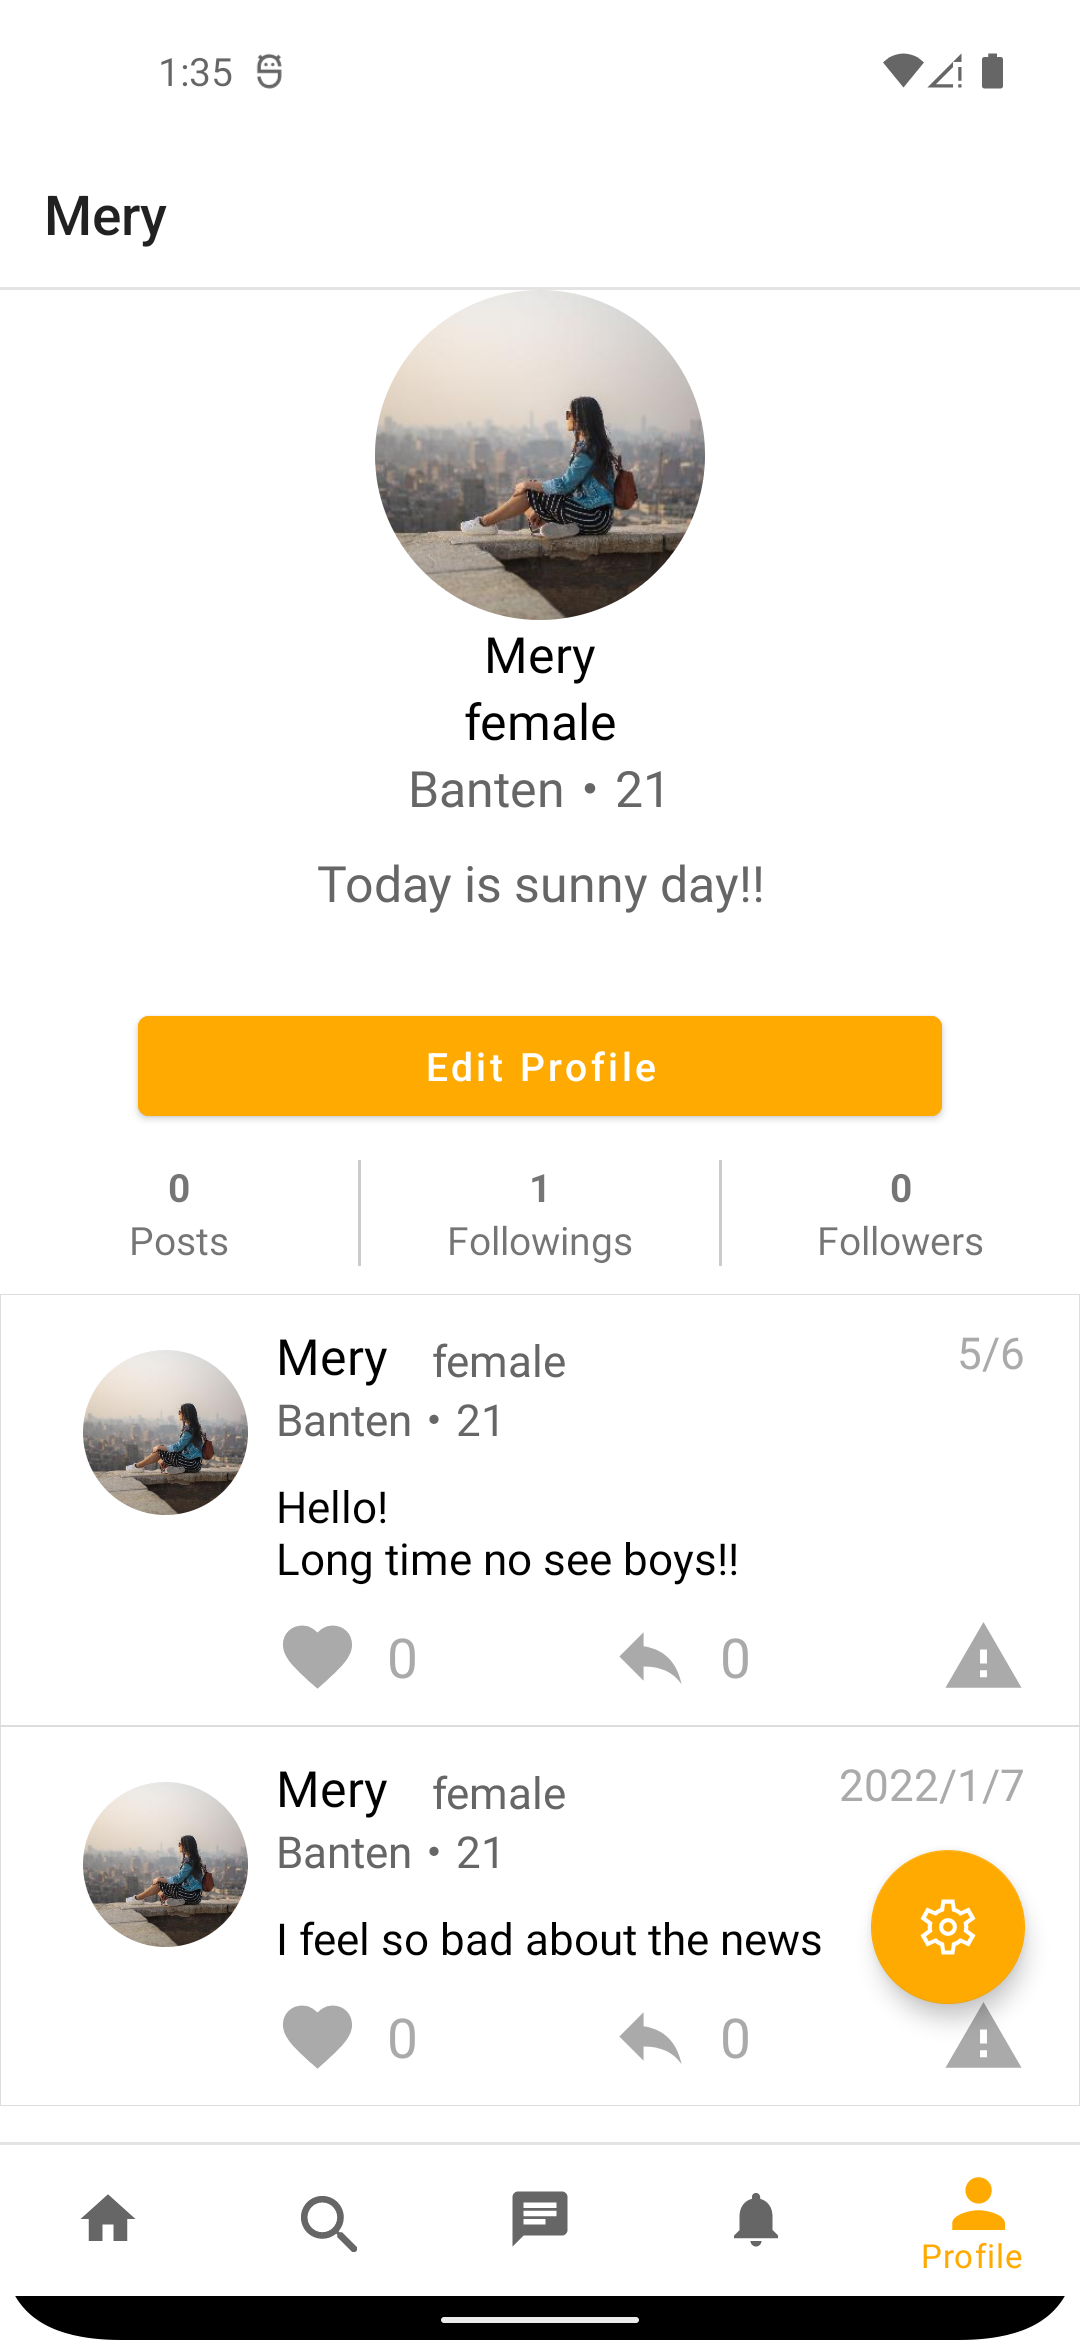 1:35
Mery
Mery
female
Banten • 21
Today is sunny day!!
Edit Profile
0 1 0
Posts Followings Followers
Mery female 5/6
Banten • 21
Hello!
Long time no see boys!!
0 0
Mery female 2022/1/7
Banten • 21
I feel so bad about the news
0 0
Profile